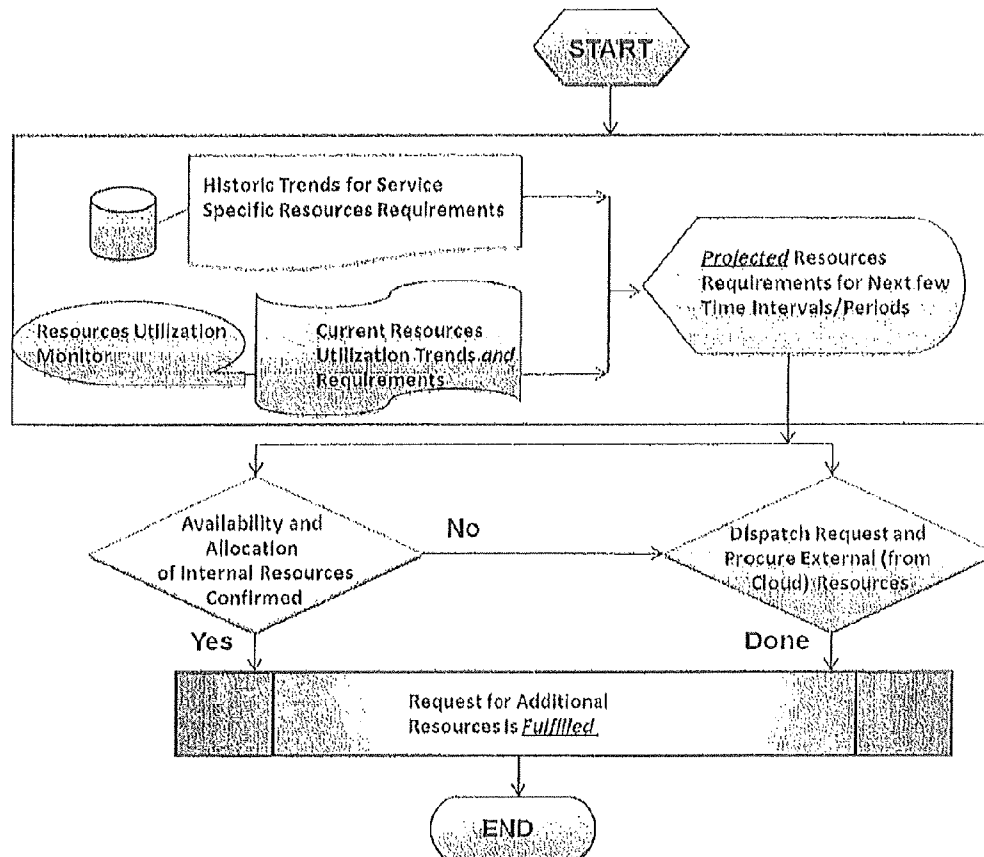 START
Historic Trends for Service
Specific Resources Requirements
Projected Resources
Requirements for Next few
Time Intervals/Periods
Resources Utilization
Monitor
Current Resources
Utilization Trends and
Requirements
Availability and
Allocation
of Internal Resources
Confirmed
No
Dispatch Request and
Procure External (from
Cloud) Resources
Yes
Done
Request for Additional
Resources is Fulfilled
END